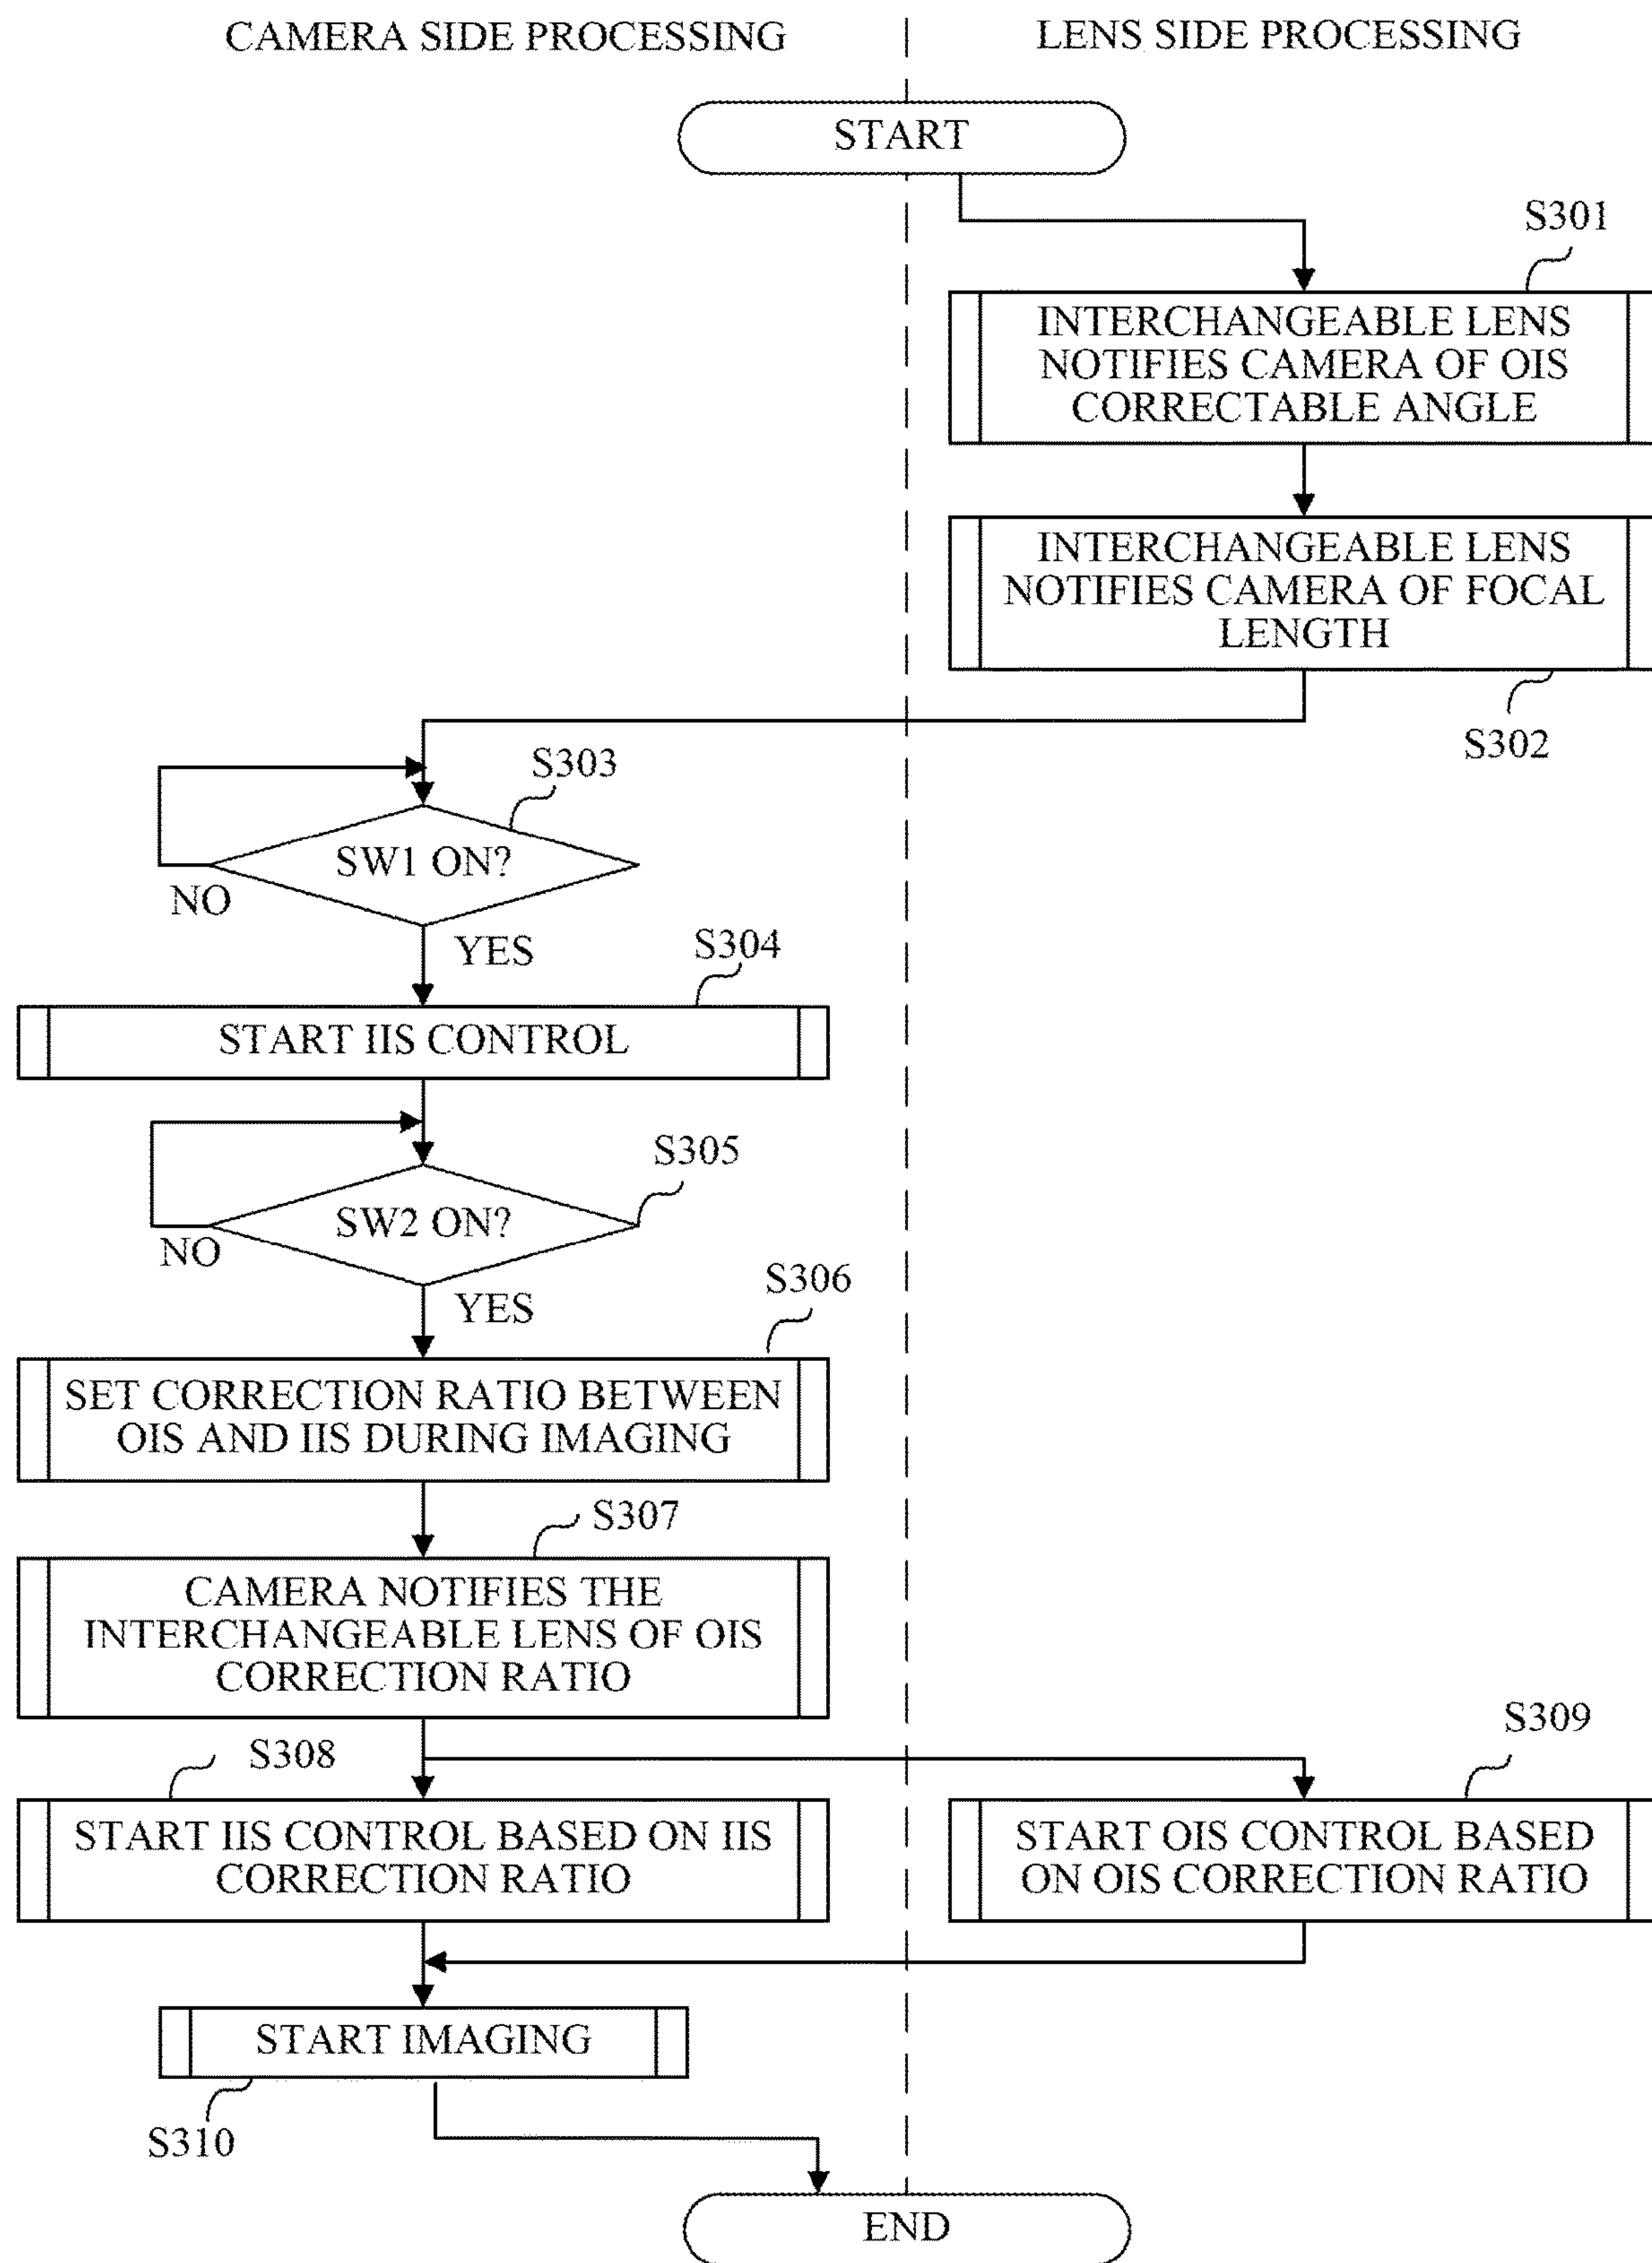 CAMERA SIDE PROCESSING
LENS SIDE PROCESSING
START
S301
INTERCHANGEABLE LENS
NOTIFIES CAMERA OF OIS
CORRECTABLE ANGLE
INTERCHANGEABLE LENS
NOTIFIES CAMERA OF FOCAL
LENGTH
S302
S303
SW1 ON?
NO
YES
S304
START IIS CONTROL
S305
SW2 ON?
NO
YES
S306
SET CORRECTION RATIO BETWEEN
OIS AND IIS DURING IMAGING
S307
CAMERA NOTIFIES THE
INTERCHANGEABLE LENS OF OIS
CORRECTION RATIO
S308
START IIS CONTROL BASED ON IIS
CORRECTION RATIO
S309
START OIS CONTROL BASED
ON OIS CORRECTION RATIO
START IMAGING
S310
END